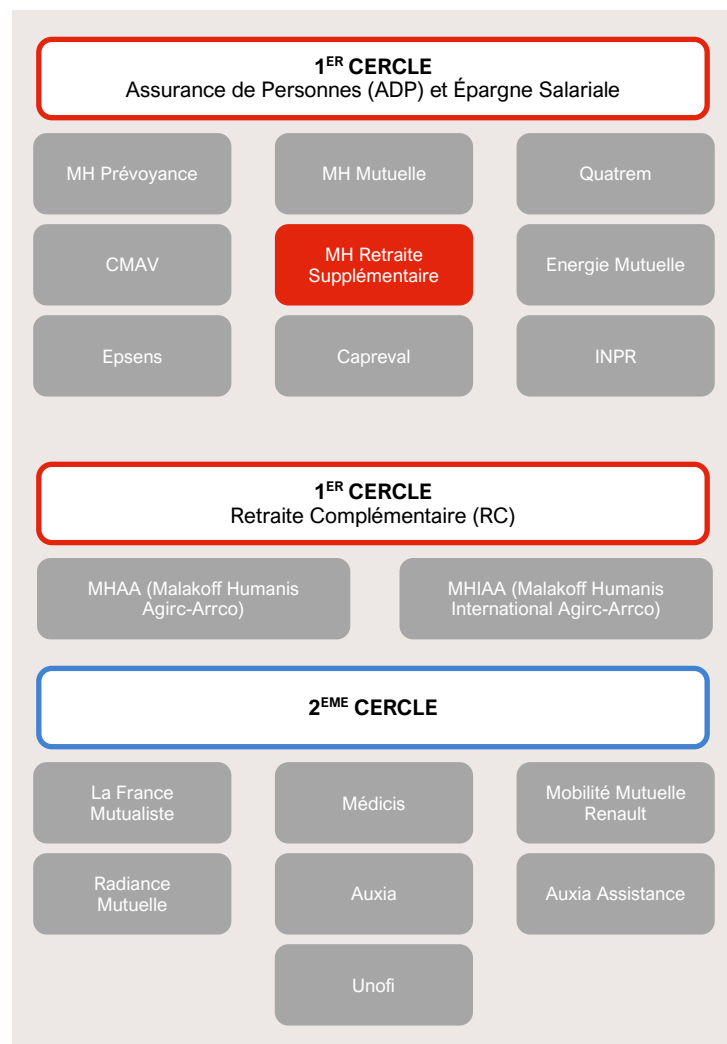 1ER CERCLE
Assurance de Personnes (ADP) et Épargne Salariale
MH Prévoyance
MH Mutuelle
Quatrem
CMAV
MH Retraite
Supplémentaire
Energie Mutuelle
Epsens
Capreval
INPR
1ER CERCLE
Retraite Complémentaire (RC)
MHAA (Malakoff Humanis
Agirc-Arrco)
MHIAA (Malakoff Humanis
International Agirc-Arrco)
2EME CERCLE
La France
Mutualiste
Médicis
Mobilité Mutuelle
Renault
Radiance
Mutuelle
Auxia
Auxia Assistance
Unofi